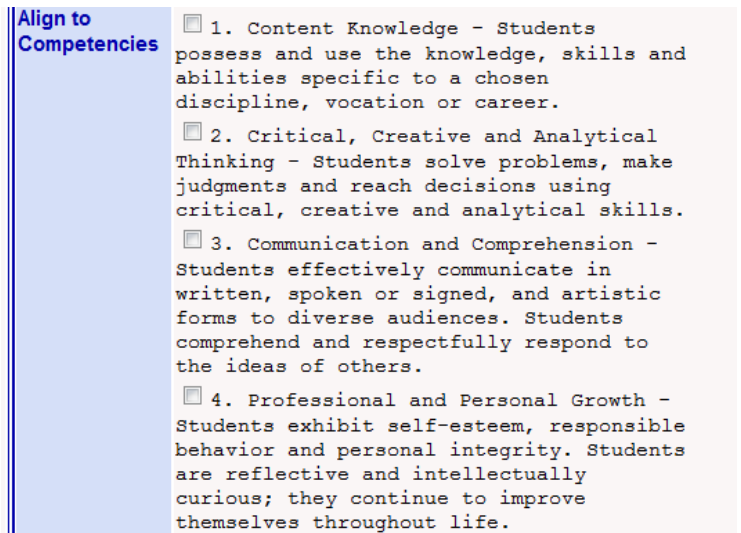 Align to
Competencies
1. Content Knowledge – Students
possess and use the knowledge, skills and
abilities specific to a chosen
discipline, vocation or career.
2. Critical, Creative and Analytical
Thinking – Students solve problems, make
judgments and reach decisions using
critical, creative and analytical skills.
3. Communication and Comprehension –
Students effectively communicate in
written, spoken or signed, and artistic
forms to diverse audiences. Students
comprehend and respectfully respond to
the ideas of others.
4. Professional and Personal Growth –
Students exhibit self-esteem, responsible
behavior and personal integrity. Students
are reflective and intellectually
curious; they continue to improve
themselves throughout life.